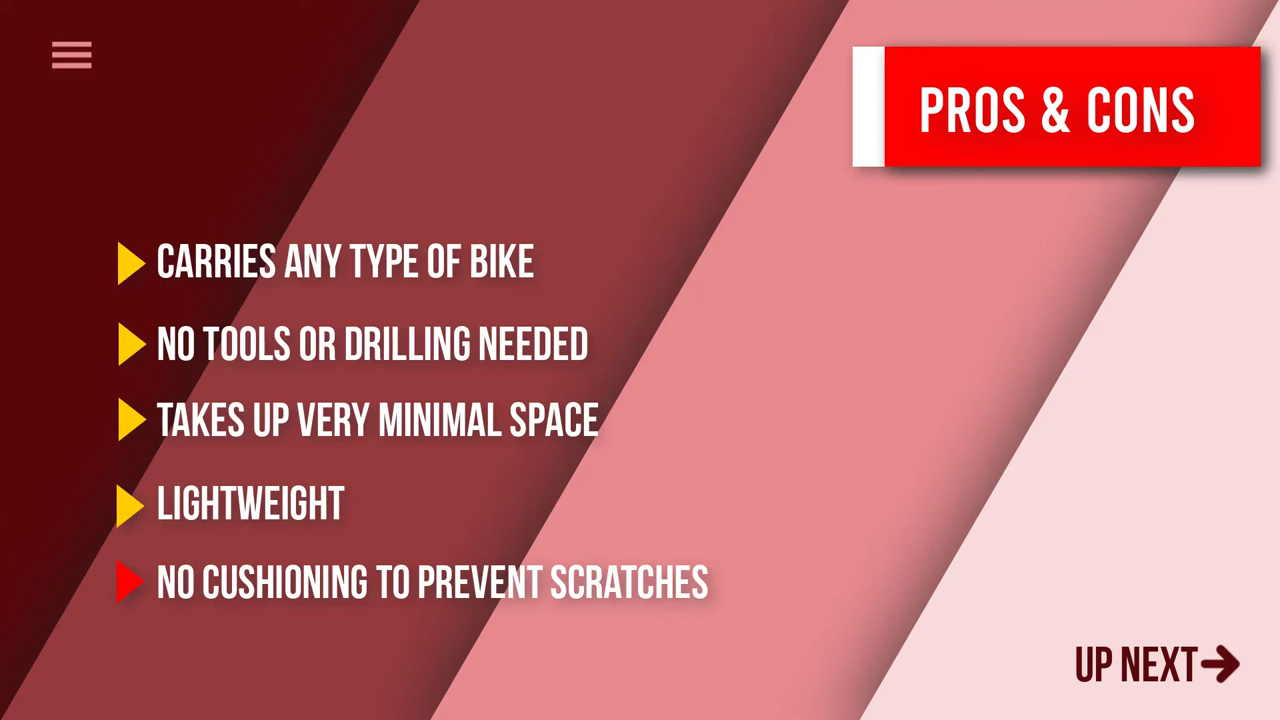 PROS & CONS
CARRIES ANY TYPE OF BIKE
NO TOOLS OR DRILLING NEEDED
TAKES UP VERY MINIMAL SPACE
LIGHTWEIGHT
NO CUSHIONING TO PREVENT SCRATCHES
UP NEXT